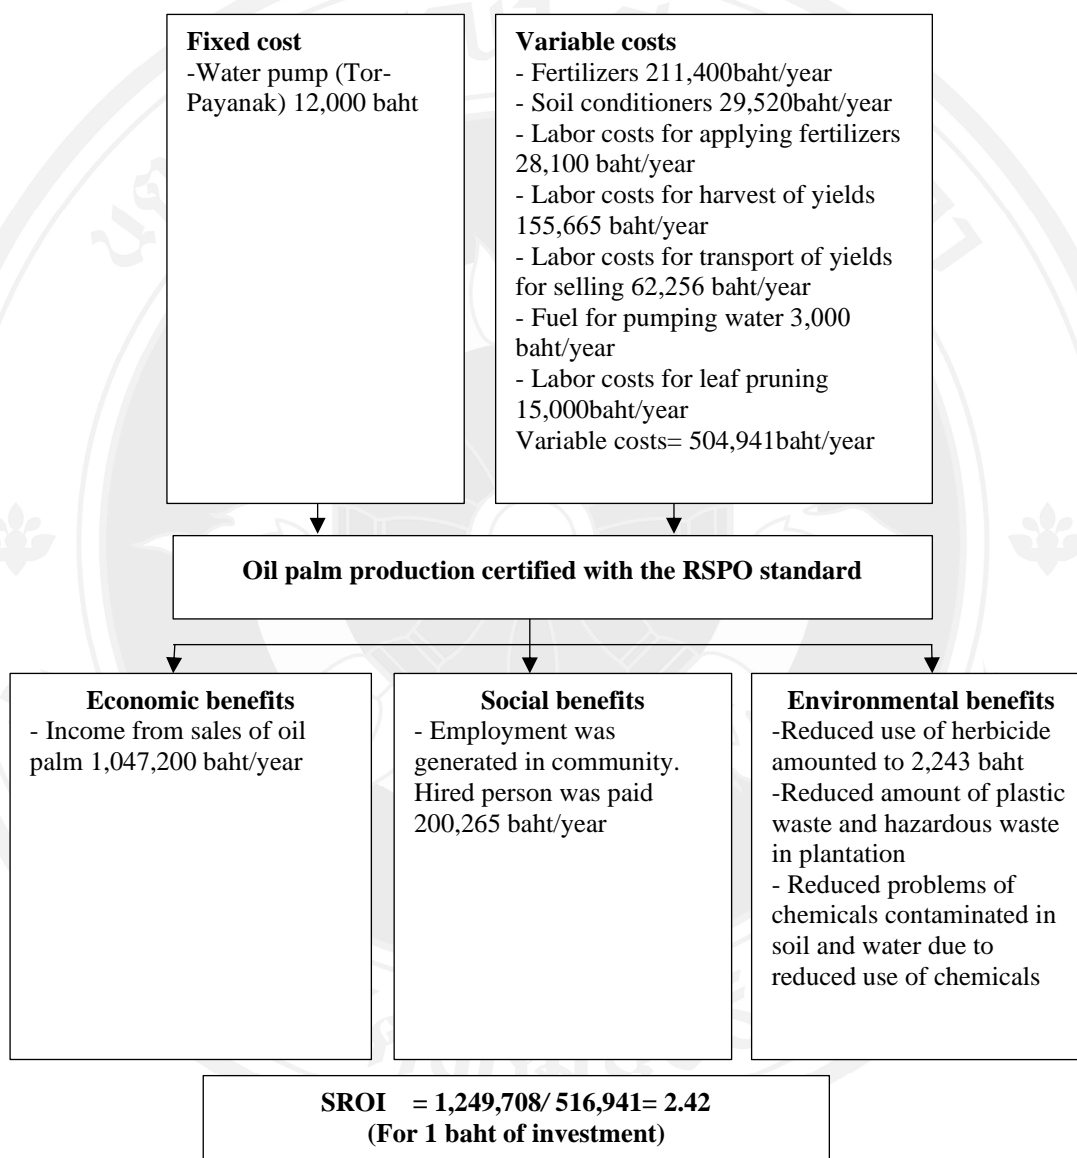 Fixed cost
-Water pump (Tor-
Payanak) 12,000 baht
Variable costs
- Fertilizers 211,400baht/year
- Soil conditioners 29,520baht/year
- Labor costs for applying fertilizers
28,100 baht/year
- Labor costs for harvest of yields
155,665 baht/year
- Labor costs for transport of yields
for selling 62,256 baht/year
- Fuel for pumping water 3,000
baht/year
- Labor costs for leaf pruning
15,000baht/year
Variable costs= 504,941baht/year
Oil palm production certified with the RSPO standard
Economic benefits
- Income from sales of oil
palm 1,047,200 baht/year
Social benefits
- Employment was
generated in community.
Hired person was paid
200,265 baht/year
Environmental benefits
-Reduced use of herbicide
amounted to 2,243 baht
-Reduced amount of plastic
waste and hazardous waste
in plantation
- Reduced problems of
chemicals contaminated in
soil and water due to
reduced use of chemicals
SROI = 1,249,708/ 516,941= 2.42
(For 1 baht of investment)